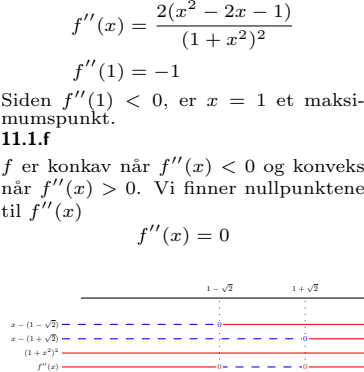 f''(x) = 2(x² − 2x − 1) / (1 + x²)²
f''(1) = −1
Siden f''(1) < 0, er x = 1 et maksi-
mumspunkt.
11.1.f
f er konkav når f''(x) < 0 og konveks
når f''(x) > 0. Vi finner nullpunktene
til f''(x)
f''(x) = 0
1 − √2 1 + √2
x − (1 − √2) 0
x − (1 + √2) 0
(1 + x²)²
f''(x) 0 0